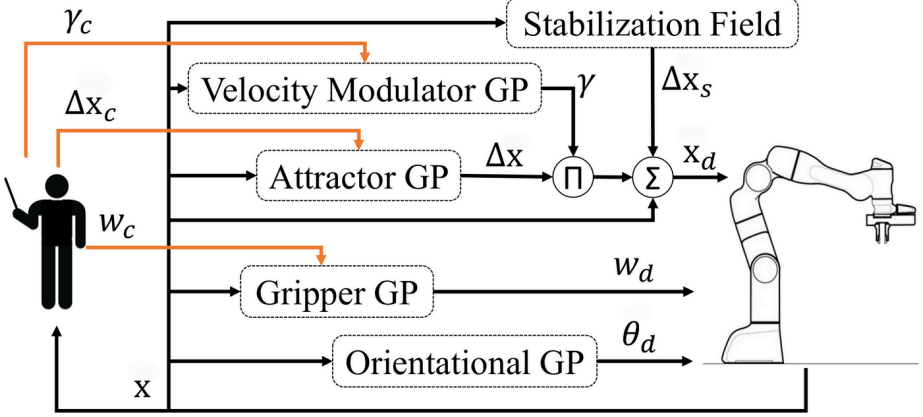 γc
Stabilization Field
Velocity Modulator GP
γ
Δxs
Δxc
Attractor GP
Δx
Π
Σ
xd
wc
Gripper GP
wd
Orientational GP
θd
x